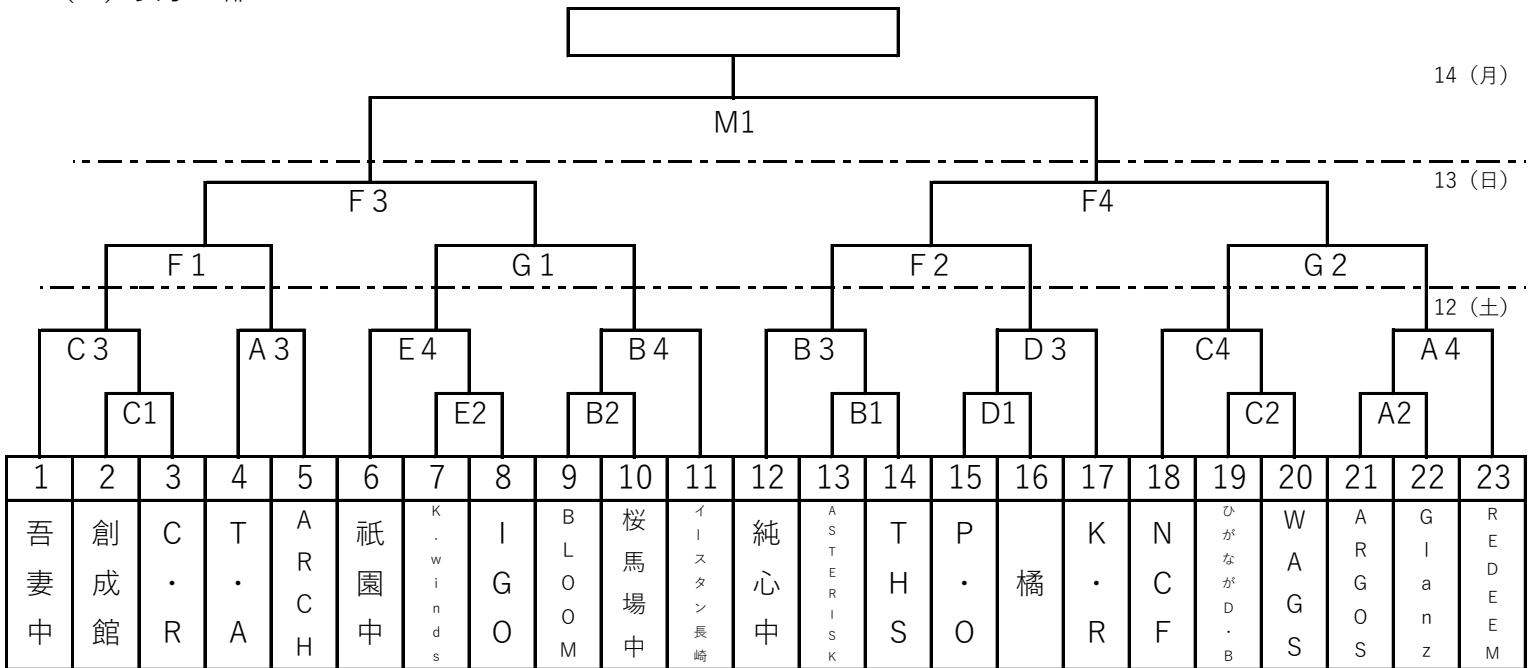 14（月）
M1
13（日）
F３ F4
F１ G１ F２ G２
12（土）
C３ A３ E４ B４ B３ D３ C4 A４
C1 E2 B2 B1 D1 C2 A2
1 2 3 4 5 6 7 8 9 10 11 12 13 14 15 16 17 18 19 20 21 22 23
吾妻中
創成館
C・R
T・A
ARCH
祇園中
K.winds
IGO
BLOOM
桜馬場中
イースタン長崎
純心中
ASTERISK
THS
P・O
橘
K・R
NCF
ひがながD・B
WAGS
ARGOS
Glanz
REDEEM